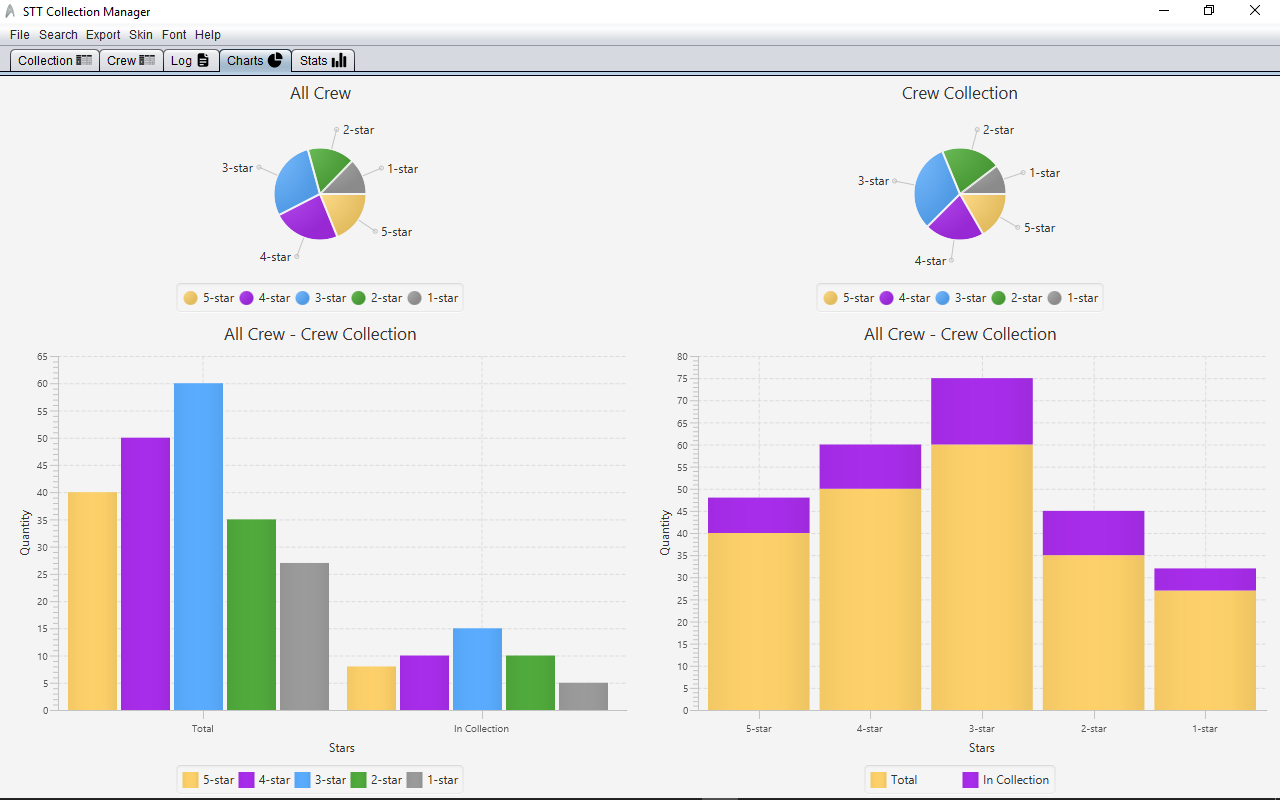 STT Collection Manager
File Search Export Skin Font Help
Collection Crew Log Charts Stats
All Crew
2-star
1-star
3-star
5-star
4-star
5-star 4-star 3-star 2-star 1-star
Crew Collection
2-star
1-star
3-star
5-star
4-star
5-star 4-star 3-star 2-star 1-star
All Crew - Crew Collection
65
60
55
50
45
40
35
30
25
20
15
10
5
0
Quantity
Total In Collection
Stars
5-star 4-star 3-star 2-star 1-star
All Crew - Crew Collection
80
75
70
65
60
55
50
45
40
35
30
25
20
15
10
5
0
Quantity
5-star 4-star 3-star 2-star 1-star
Stars
Total In Collection